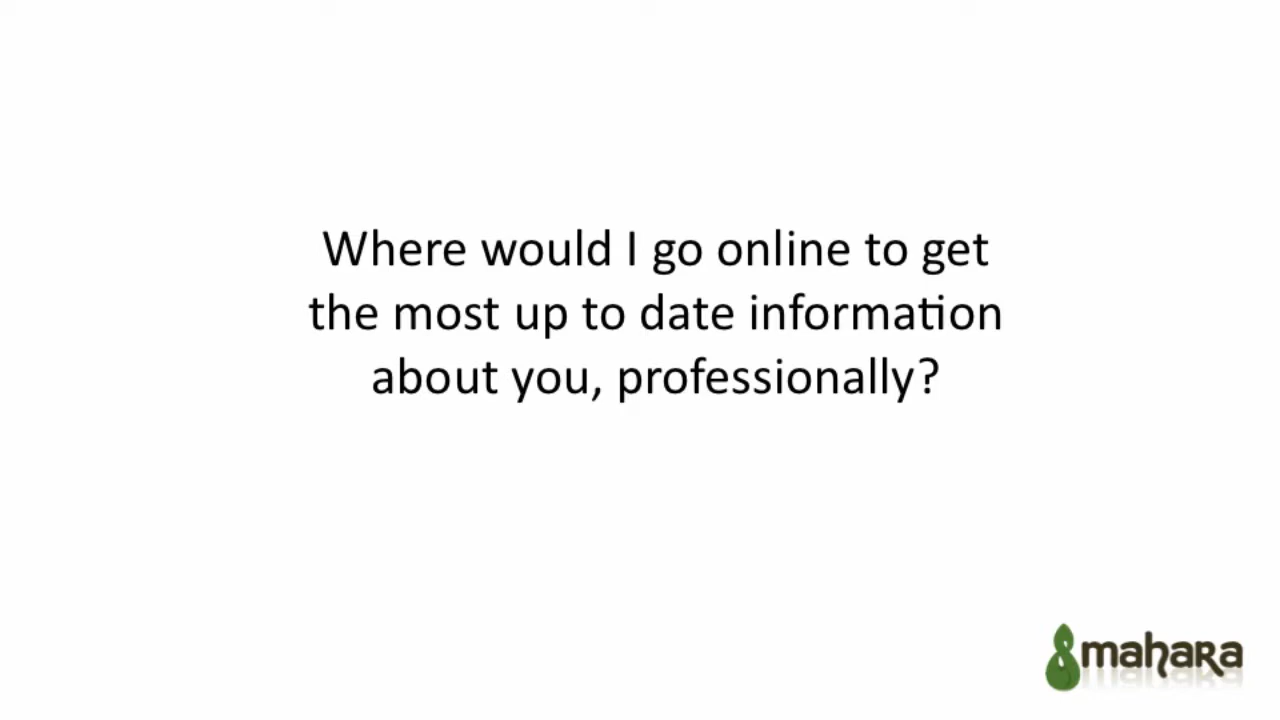 Where would I go online to get
the most up to date information
about you, professionally?
mahara